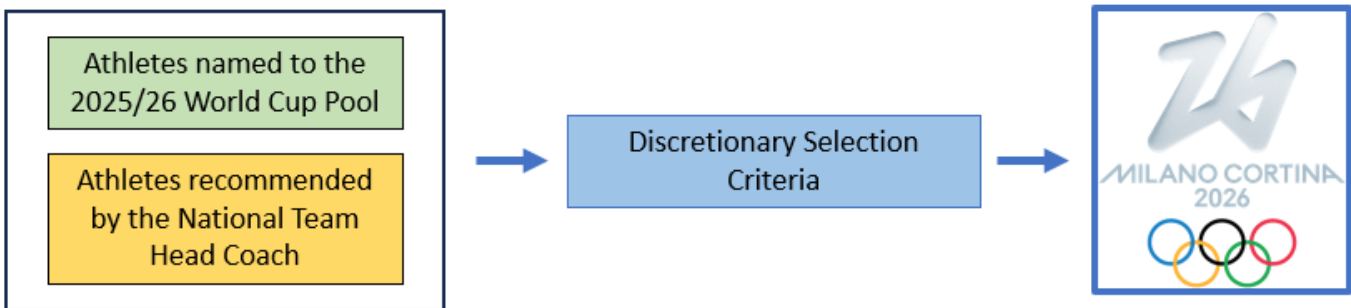 Athletes named to the
2025/26 World Cup Pool
Athletes recommended
by the National Team
Head Coach
Discretionary Selection
Criteria
26
MILANO CORTINA
2026